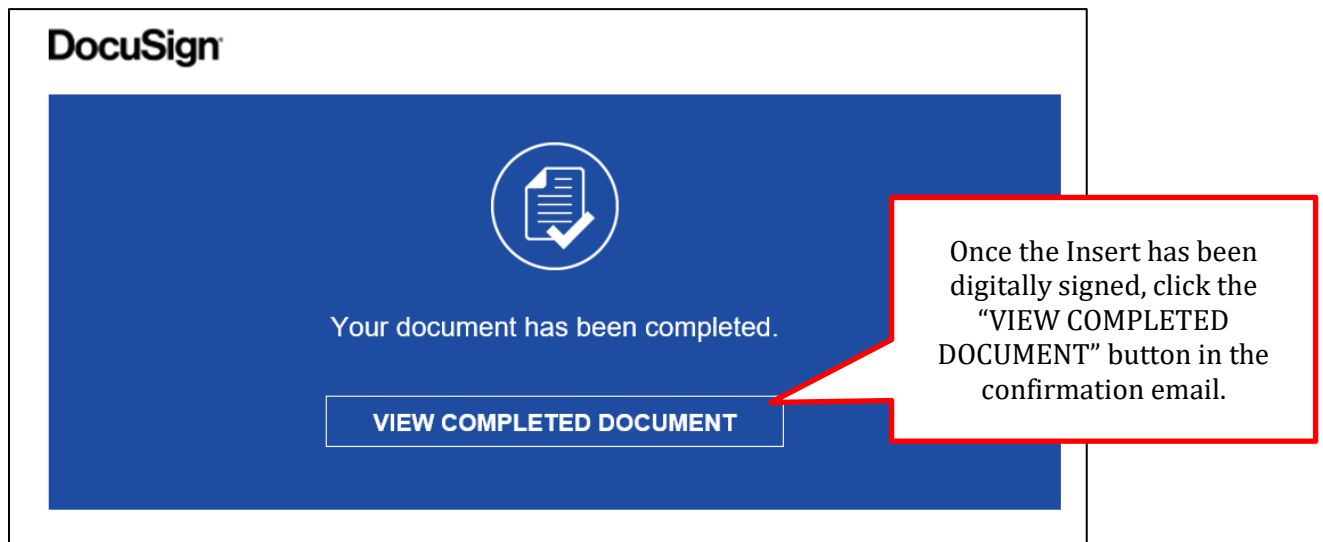 DocuSign
Your document has been completed.
VIEW COMPLETED DOCUMENT
Once the Insert has been
digitally signed, click the
“VIEW COMPLETED
DOCUMENT” button in the
confirmation email.